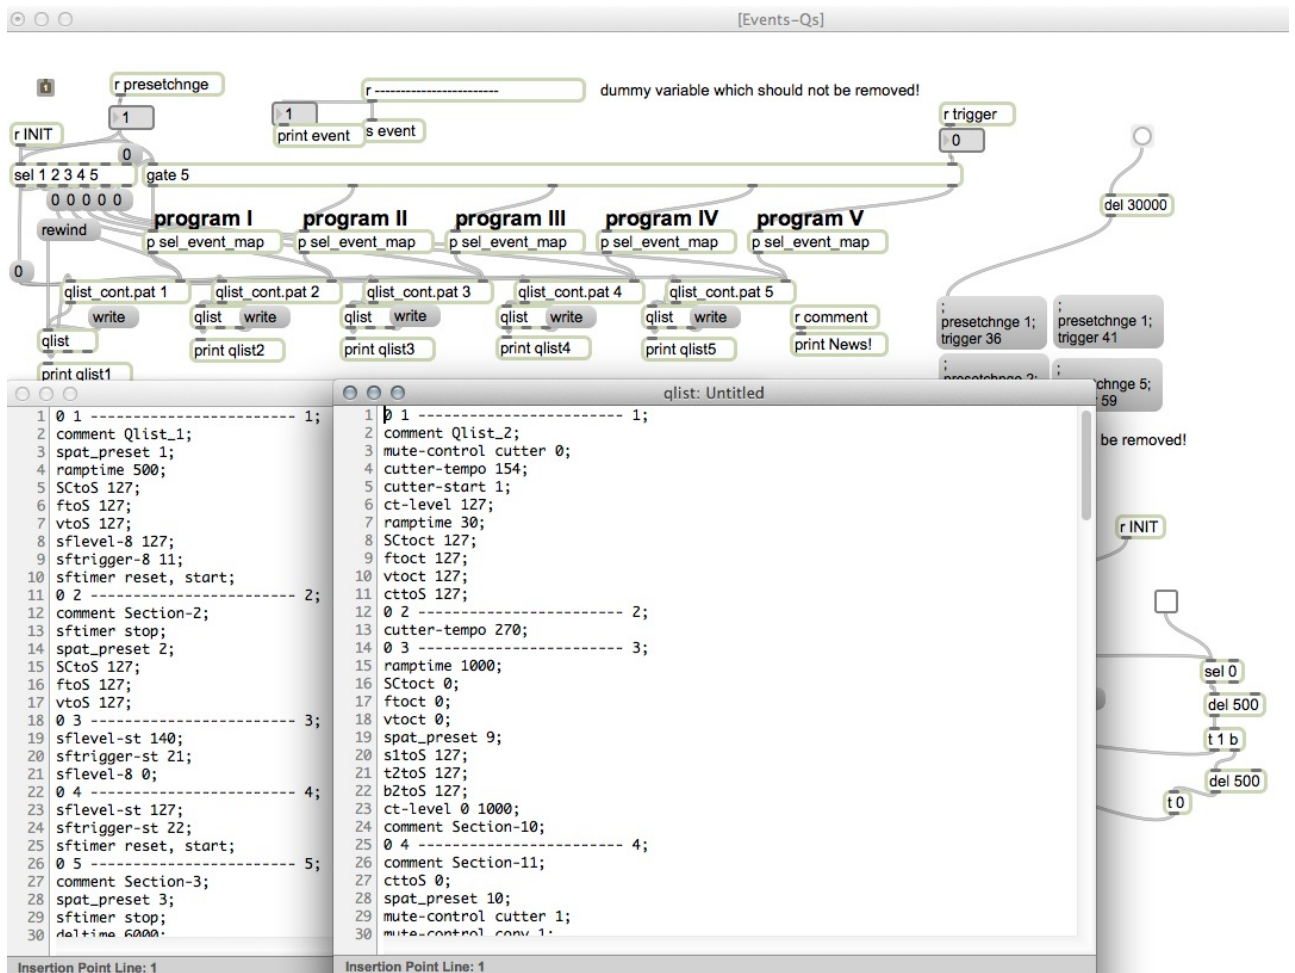 [Events-Qs]
r presetchnge
r ------------------------
dummy variable which should not be removed!
1
1
r trigger
r INIT
print event
s event
0
0
sel 1 2 3 4 5
gate 5
0 0 0 0 0
del 30000
program I
program II
program III
program IV
program V
rewind
p sel_event_map
p sel_event_map
p sel_event_map
p sel_event_map
p sel_event_map
0
qlist_cont.pat 1
qlist_cont.pat 2
qlist_cont.pat 3
qlist_cont.pat 4
qlist_cont.pat 5
write
qlist
write
qlist
write
qlist
write
qlist
write
r comment
qlist
print qlist2
print qlist3
print qlist4
print qlist5
print News!
print qlist1
;
presetchnge 1;
trigger 36
;
presetchnge 1;
trigger 41
;
presetchnge 2;
;
chnge 5;
59
be removed!
r INIT
sel 0
del 500
t 1 b
del 500
t 0
1 0 1 ------------------------- 1;
2 comment Qlist_1;
3 spat_preset 1;
4 ramptime 500;
5 SCtoS 127;
6 ftoS 127;
7 vtoS 127;
8 sflevel-8 127;
9 sftrigger-8 11;
10 sftimer reset, start;
11 0 2 ------------------------- 2;
12 comment Section-2;
13 sftimer stop;
14 spat_preset 2;
15 SCtoS 127;
16 ftoS 127;
17 vtoS 127;
18 0 3 ------------------------- 3;
19 sflevel-st 140;
20 sftrigger-st 21;
21 sflevel-8 0;
22 0 4 ------------------------- 4;
23 sflevel-st 127;
24 sftrigger-st 22;
25 sftimer reset, start;
26 0 5 ------------------------- 5;
27 comment Section-3;
28 spat_preset 3;
29 sftimer stop;
30 deltime 6000;
Insertion Point Line: 1
qlist: Untitled
1 0 1 ------------------------- 1;
2 comment Qlist_2;
3 mute-control cutter 0;
4 cutter-tempo 154;
5 cutter-start 1;
6 ct-level 127;
7 ramptime 30;
8 SCtoct 127;
9 ftoct 127;
10 vtoct 127;
11 cttoS 127;
12 0 2 ------------------------- 2;
13 cutter-tempo 270;
14 0 3 ------------------------- 3;
15 ramptime 1000;
16 SCtoct 0;
17 ftoct 0;
18 vtoct 0;
19 spat_preset 9;
20 s1toS 127;
21 t2toS 127;
22 b2toS 127;
23 ct-level 0 1000;
24 comment Section-10;
25 0 4 ------------------------- 4;
26 comment Section-11;
27 cttoS 0;
28 spat_preset 10;
29 mute-control cutter 1;
30 mute-control conv 1;
Insertion Point Line: 1